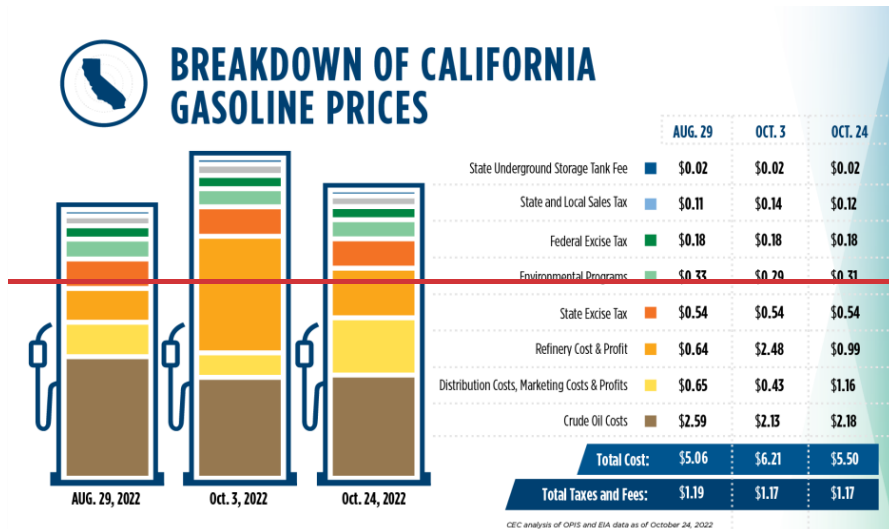 BREAKDOWN OF CALIFORNIA
GASOLINE PRICES
AUG. 29 OCT. 3 OCT. 24
State Underground Storage Tank Fee $0.02 $0.02 $0.02
State and Local Sales Tax $0.11 $0.14 $0.12
Federal Excise Tax $0.18 $0.18 $0.18
Environmental Programs $0.33 $0.29 $0.31
State Excise Tax $0.54 $0.54 $0.54
Refinery Cost & Profit $0.64 $2.48 $0.99
Distribution Costs, Marketing Costs & Profits $0.65 $0.43 $1.16
Crude Oil Costs $2.59 $2.13 $2.18
Total Cost: $5.06 $6.21 $5.50
Total Taxes and Fees: $1.19 $1.17 $1.17
AUG. 29, 2022 Oct. 3, 2022 Oct. 24, 2022
CEC analysis of OPIS and EIA data as of October 24, 2022